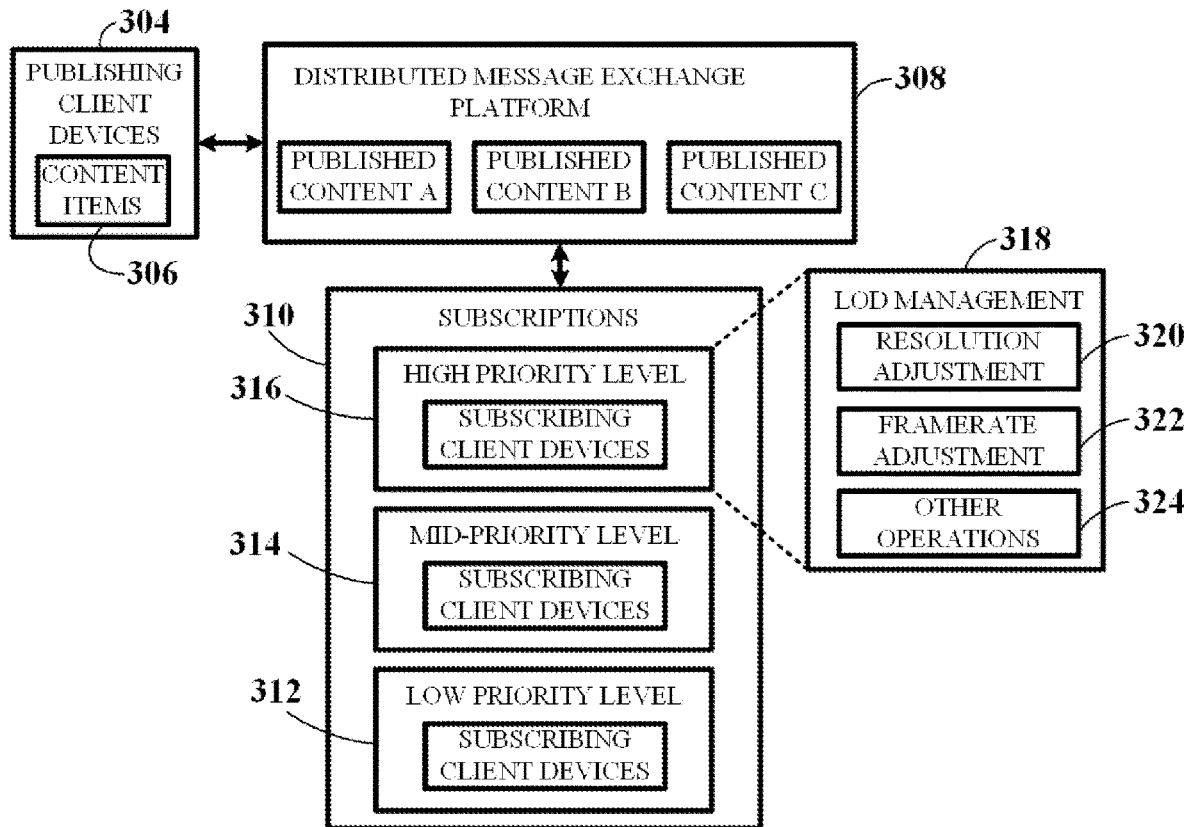 304
PUBLISHING
CLIENT
DEVICES
CONTENT
ITEMS
306
DISTRIBUTED MESSAGE EXCHANGE
PLATFORM
308
PUBLISHED
CONTENT A
PUBLISHED
CONTENT B
PUBLISHED
CONTENT C
310
SUBSCRIPTIONS
316
HIGH PRIORITY LEVEL
SUBSCRIBING
CLIENT DEVICES
314
MID-PRIORITY LEVEL
SUBSCRIBING
CLIENT DEVICES
312
LOW PRIORITY LEVEL
SUBSCRIBING
CLIENT DEVICES
318
LOD MANAGEMENT
RESOLUTION
ADJUSTMENT
320
FRAMERATE
ADJUSTMENT
322
OTHER
OPERATIONS
324